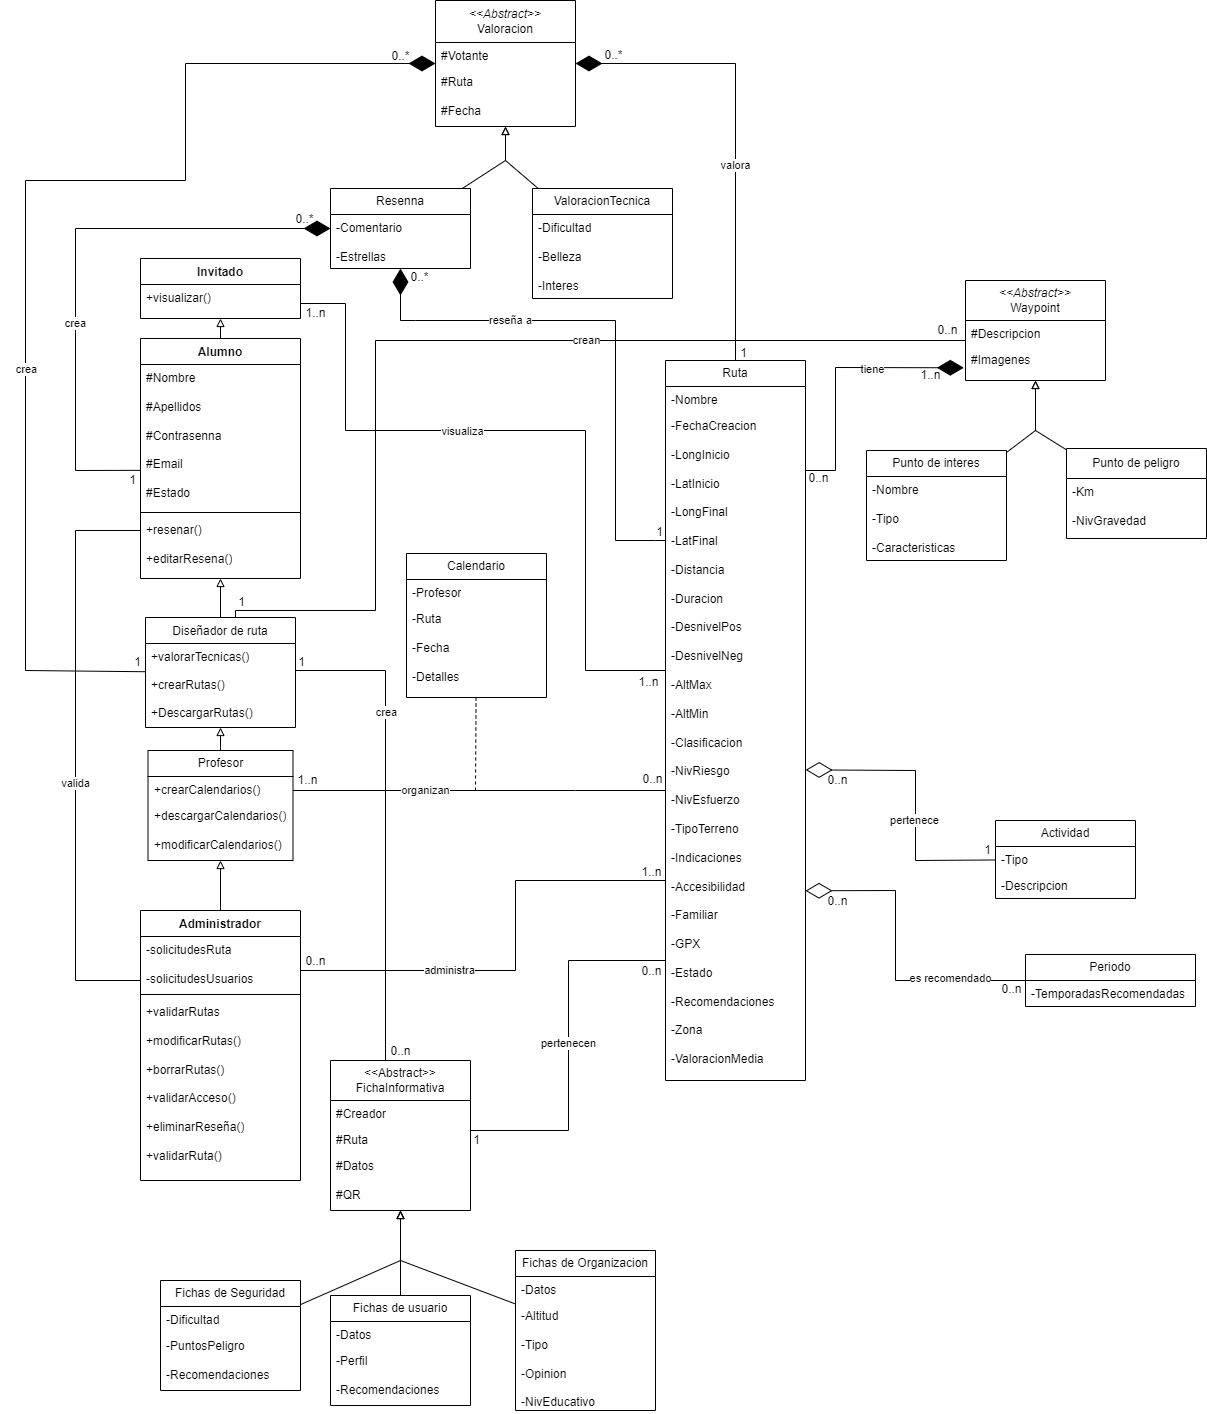 <<Abstract>>
Valoracion
#Votante
#Ruta
#Fecha
0..*
0..*
valora
1
crea
1
Resenna
-Comentario
-Estrellas
0..*
0..*
crea
1
reseña a
1
ValoracionTecnica
-Dificultad
-Belleza
-Interes
Invitado
+visualizar()
1..n
visualiza
1..n
Alumno
#Nombre
#Apellidos
#Contrasenna
#Email
#Estado
+resenar()
+editarResena()
<<Abstract>>
Waypoint
#Descripcion
#Imagenes
0..n
crean
1
1..n
tiene
0..n
Punto de interes
-Nombre
-Tipo
-Caracteristicas
Punto de peligro
-Km
-NivGravedad
Ruta
-Nombre
-FechaCreacion
-LongInicio
-LatInicio
-LongFinal
-LatFinal
-Distancia
-Duracion
-DesnivelPos
-DesnivelNeg
-AltMax
-AltMin
-Clasificacion
-NivRiesgo
-NivEsfuerzo
-TipoTerreno
-Indicaciones
-Accesibilidad
-Familiar
-GPX
-Estado
-Recomendaciones
-Zona
-ValoracionMedia
Calendario
-Profesor
-Ruta
-Fecha
-Detalles
Diseñador de ruta
+valorarTecnicas()
+crearRutas()
+DescargarRutas()
1
crea
0..n
Profesor
+crearCalendarios()
+descargarCalendarios()
+modificarCalendarios()
1..n
organizan
0..n
valida
Administrador
-solicitudesRuta
-solicitudesUsuarios
+validarRutas
+modificarRutas()
+borrarRutas()
+validarAcceso()
+eliminarReseña()
+validarRuta()
0..n
administra
1..n
0..n
pertenece
1
Actividad
-Tipo
-Descripcion
0..n
es recomendado
0..n
Periodo
-TemporadasRecomendadas
<<Abstract>>
FichaInformativa
#Creador
#Ruta
#Datos
#QR
1
pertenecen
0..n
Fichas de Seguridad
-Dificultad
-PuntosPeligro
-Recomendaciones
Fichas de usuario
-Datos
-Perfil
-Recomendaciones
Fichas de Organizacion
-Datos
-Altitud
-Tipo
-Opinion
-NivEducativo